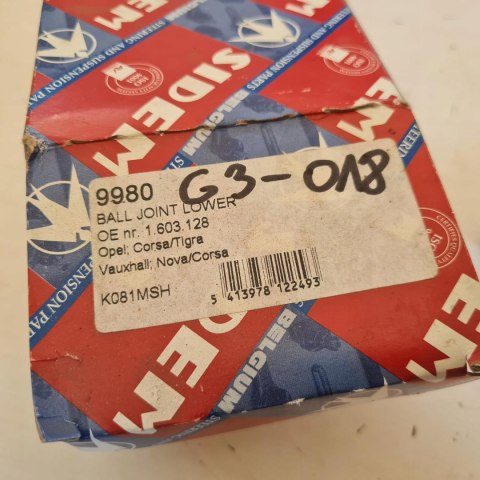 STEERING AND SUSPENSION PARTS
SIDEM
BELGIUM
9980 G3-018
BALL JOINT LOWER
OE nr. 1.603.128
Opel; Corsa/Tigra
Vauxhall; Nova/Corsa
K081MSH
5 413978 122493
SIDEM
BELGIUM